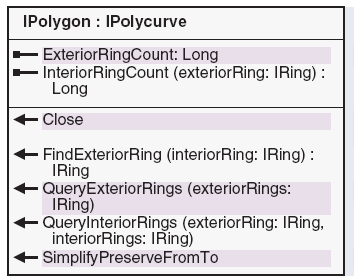 IPolygon : IPolycurve
ExteriorRingCount: Long
InteriorRingCount (exteriorRing: IRing) :
Long
Close
FindExteriorRing (interiorRing: IRing) :
IRing
QueryExteriorRings (exteriorRings:
IRing)
QueryInteriorRings (exteriorRing: IRing,
interiorRings: IRing)
SimplifyPreserveFromTo